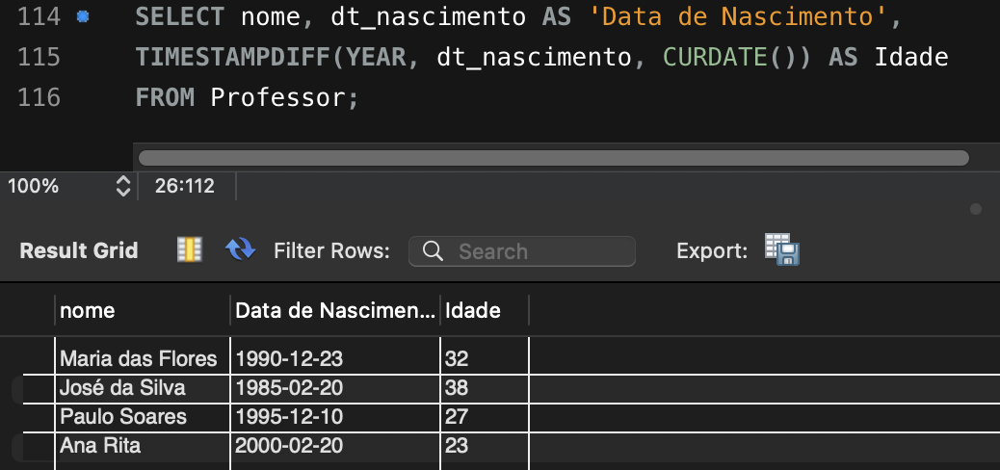 114 SELECT nome, dt_nascimento AS 'Data de Nascimento',
115 TIMESTAMPDIFF(YEAR, dt_nascimento, CURDATE()) AS Idade
116 FROM Professor;
100% 26:112
Result Grid Filter Rows: Search Export:
nome Data de Nascimen... Idade
Maria das Flores 1990-12-23 32
José da Silva 1985-02-20 38
Paulo Soares 1995-12-10 27
Ana Rita 2000-02-20 23